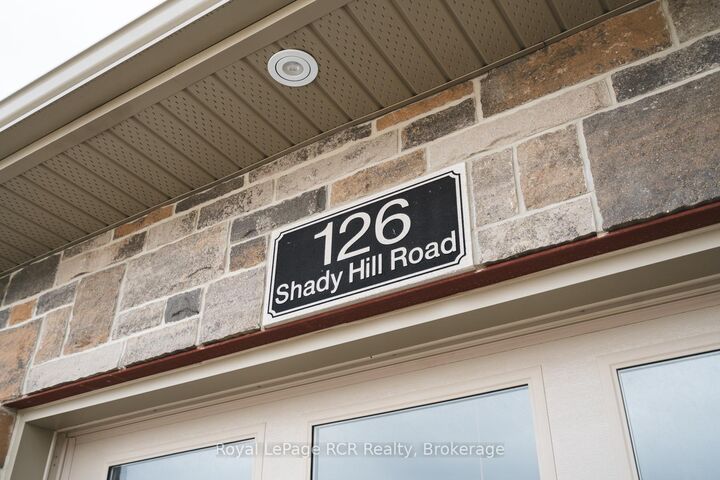 126
Shady Hill Road
Royal LePage RCR Realty, Brokerage